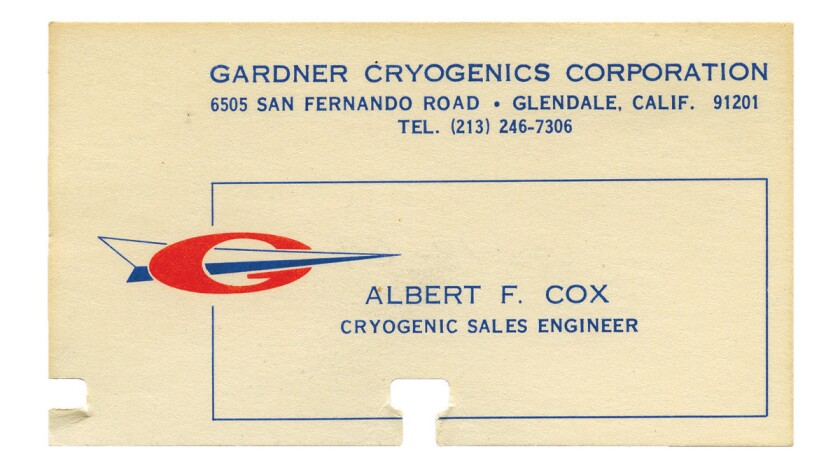 GARDNER CRYOGENICS CORPORATION
6505 SAN FERNANDO ROAD • GLENDALE, CALIF. 91201
TEL. (213) 246-7306
G
ALBERT F. COX
CRYOGENIC SALES ENGINEER